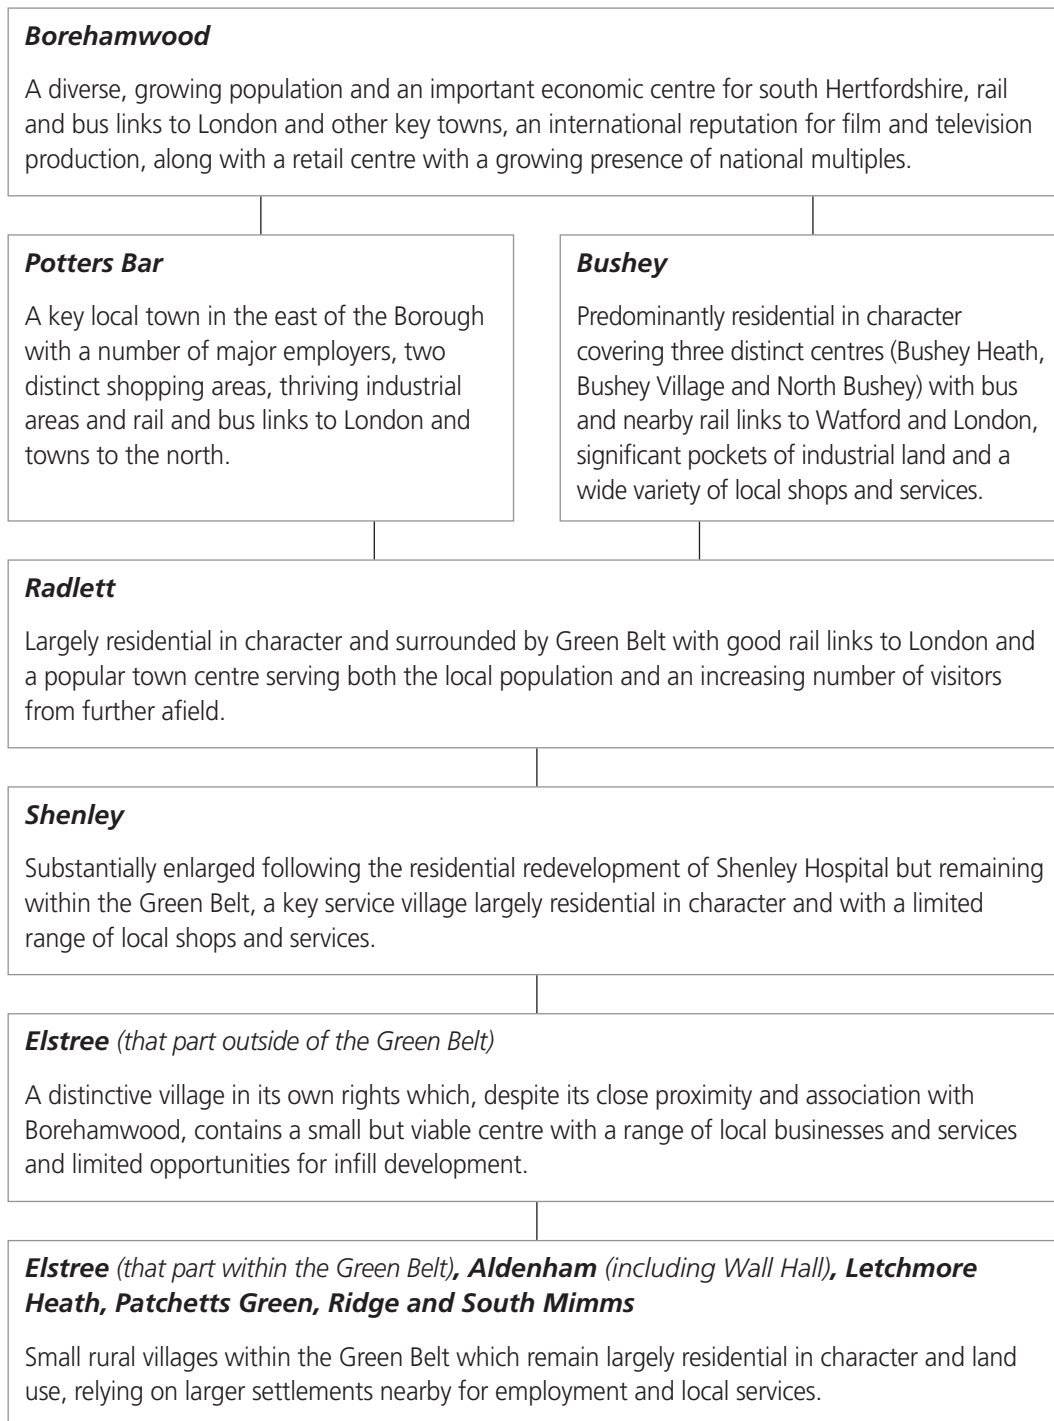 Borehamwood
A diverse, growing population and an important economic centre for south Hertfordshire, rail
and bus links to London and other key towns, an international reputation for film and television
production, along with a retail centre with a growing presence of national multiples.
Potters Bar
A key local town in the east of the Borough
with a number of major employers, two
distinct shopping areas, thriving industrial
areas and rail and bus links to London and
towns to the north.
Bushey
Predominantly residential in character
covering three distinct centres (Bushey Heath,
Bushey Village and North Bushey) with bus
and nearby rail links to Watford and London,
significant pockets of industrial land and a
wide variety of local shops and services.
Radlett
Largely residential in character and surrounded by Green Belt with good rail links to London and
a popular town centre serving both the local population and an increasing number of visitors
from further afield.
Shenley
Substantially enlarged following the residential redevelopment of Shenley Hospital but remaining
within the Green Belt, a key service village largely residential in character and with a limited
range of local shops and services.
Elstree (that part outside of the Green Belt)
A distinctive village in its own rights which, despite its close proximity and association with
Borehamwood, contains a small but viable centre with a range of local businesses and services
and limited opportunities for infill development.
Elstree (that part within the Green Belt), Aldenham (including Wall Hall), Letchmore
Heath, Patchetts Green, Ridge and South Mimms
Small rural villages within the Green Belt which remain largely residential in character and land
use, relying on larger settlements nearby for employment and local services.